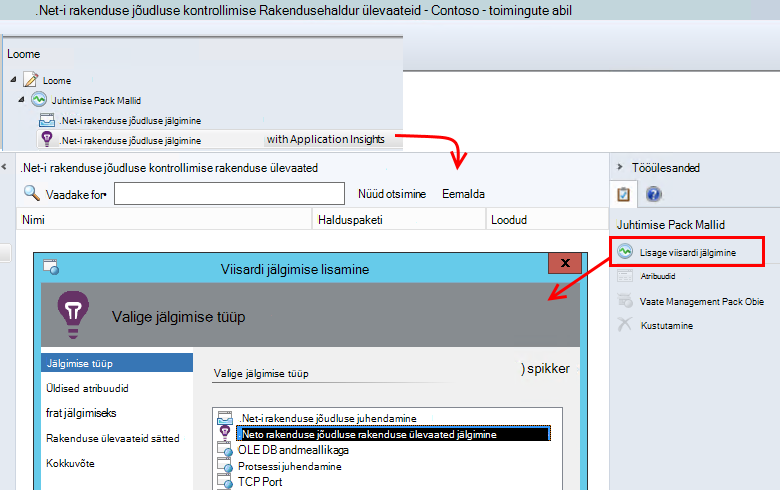 .Net-i rakenduse jõudluse kontrollimise Rakendusehaldur ülevaateid - Contoso - toimingute abil
Loome
Loome
Juhtimise Pack Mallid
.Net-i rakenduse jõudluse jälgimine
.Net-i rakenduse jõudluse jälgimine with Application Insights
.Net-i rakenduse jõudluse kontrollimise rakenduse ülevaated
Vaadake for
Nüüd otsimine
Eemalda
Nimi
Halduspaketi
Loodud
Viisardi jälgimise lisamine
x
Valige jälgimise tüüp
Jälgimise tüüp
Üldised atribuudid
frat jälgimiseks
Rakenduse ülevaateid sätted
Kokkuvõte
Valige jälgimise tüüp
) spikker
.Net-i rakenduse jõudluse juhendamine
.Neto rakenduse jõudluse rakenduse ülevaated jälgimine
OLE DB andmeallikaga
Protsessi juhendamine
TCP Port
Tööülesanded
Juhtimise Pack Mallid
Lisage viisardi jälgimine
Atribuudid
Vaate Management Pack Obie
Kustutamine